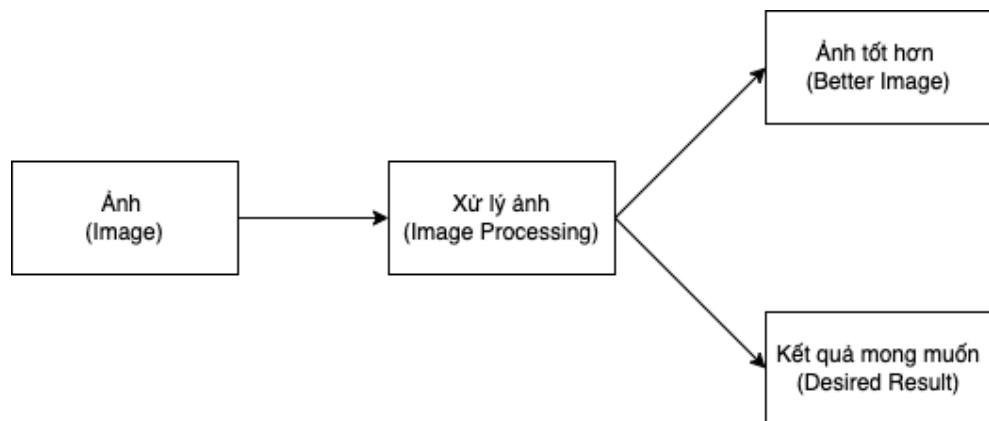 Ảnh
(Image)
Xử lý ảnh
(Image Processing)
Ảnh tốt hơn
(Better Image)
Kết quả mong muốn
(Desired Result)